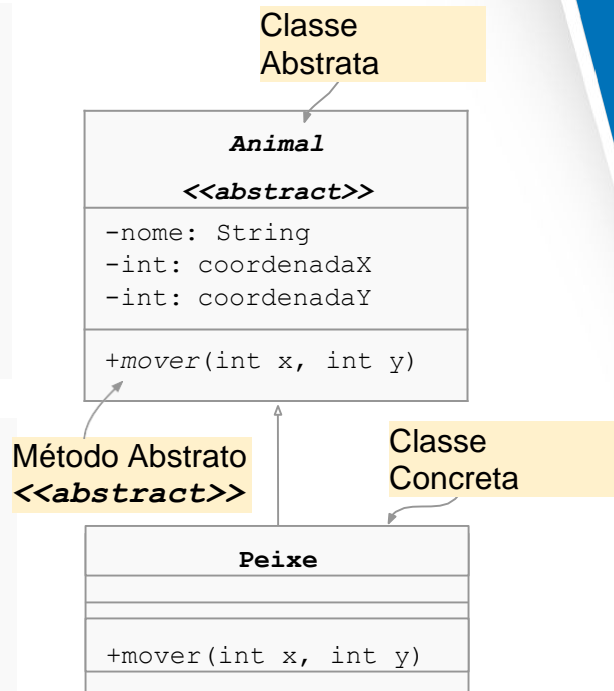 Classe
Abstrata
Animal
<<abstract>>
-nome: String
-int: coordenadaX
-int: coordenadaY
+mover(int x, int y)
Método Abstrato
<<abstract>>
Classe
Concreta
Peixe
+mover(int x, int y)